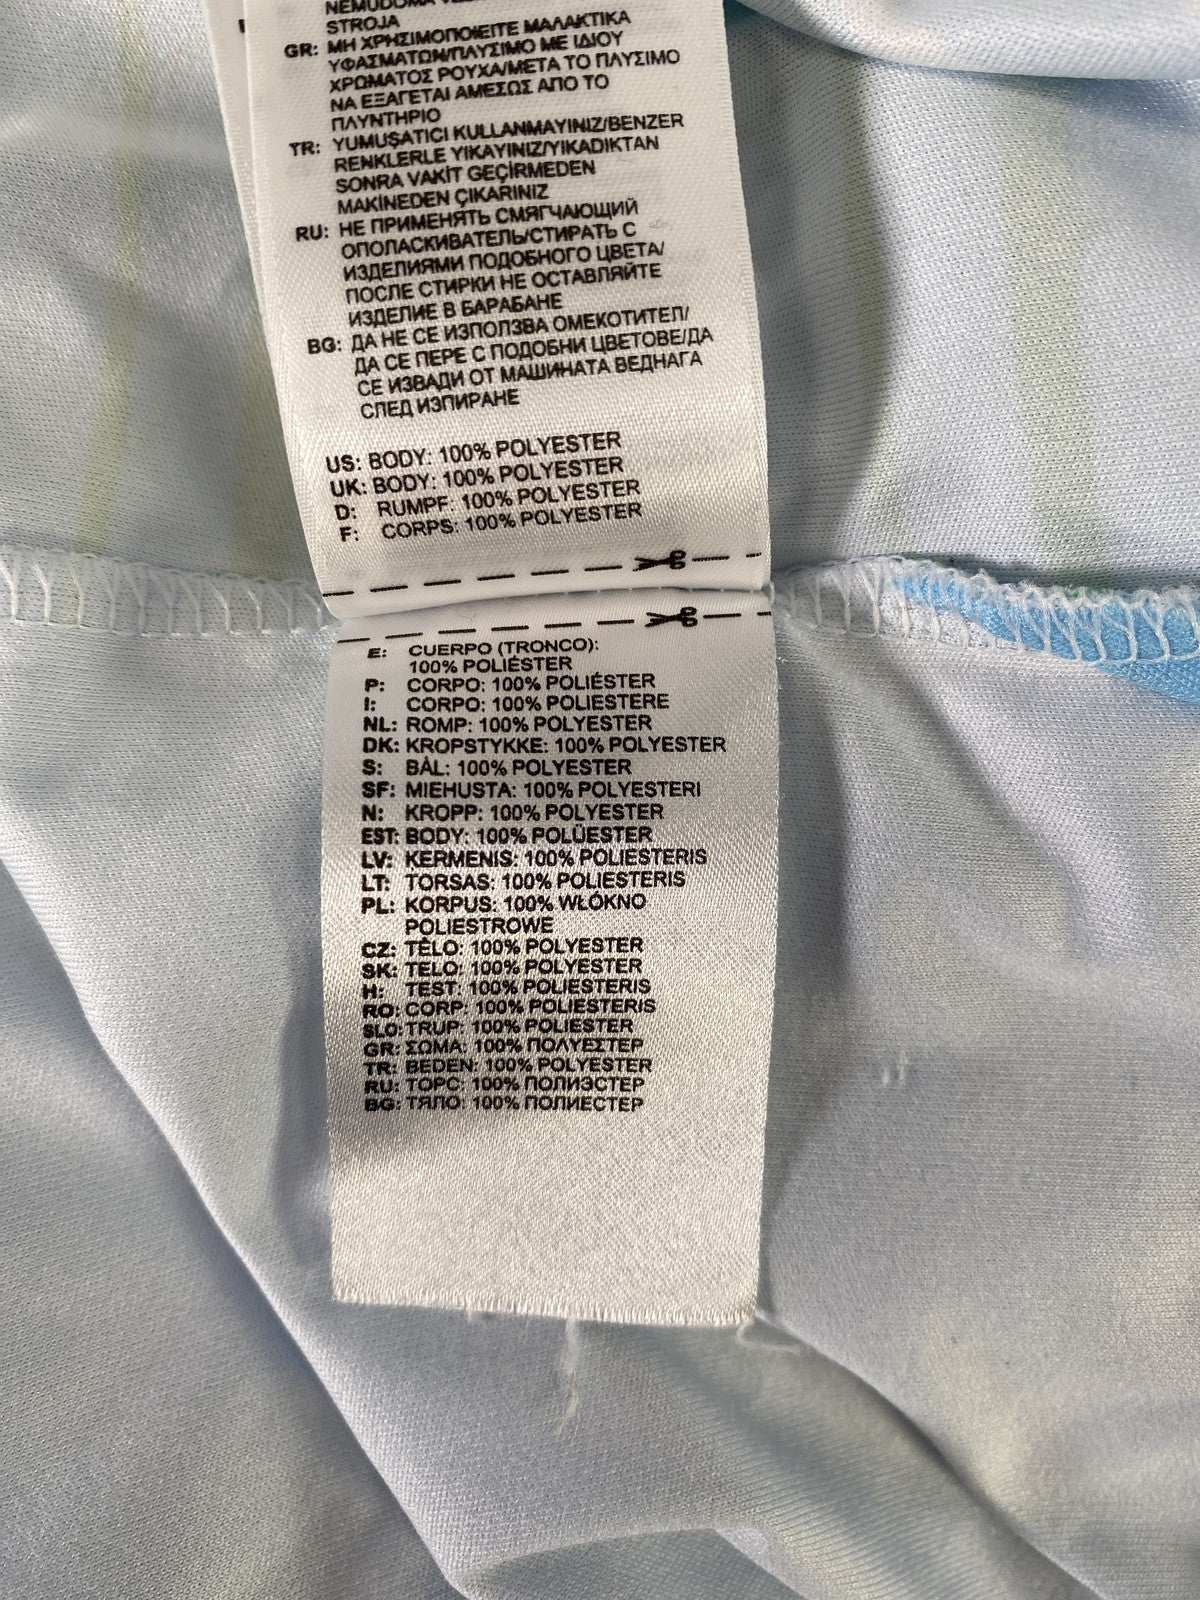 STROJA
GR: ΜΗ ΧΡΗΣΙΜΟΠΟΙΕΙΤΕ ΜΑΛΑΚΤΙΚΑ
ΥΦΑΣΜΑΤΩΝ/ΠΛΥΣΙΜΟ ΜΕ ΙΔΙΟΥ
ΧΡΩΜΑΤΟΣ ΡΟΥΧΑ/ΜΕΤΑ ΤΟ ΠΛΥΣΙΜΟ
ΝΑ ΕΞΑΓΕΤΑΙ ΑΜΕΣΩΣ ΑΠΟ ΤΟ
ΠΛΥΝΤΗΡΙΟ
TR: YUMUŞATICI KULLANMAYINIZ/BENZER
RENKLERLE YIKAYINIZ/YIKADIKTAN
SONRA VAKİT GEÇİRMEDEN
MAKİNEDEN ÇIKARINIZ
RU: НЕ ПРИМЕНЯТЬ СМЯГЧАЮЩИЙ
ОПОЛАСКИВАТЕЛЬ/СТИРАТЬ С
ИЗДЕЛИЯМИ ПОДОБНОГО ЦВЕТА/
ПОСЛЕ СТИРКИ НЕ ОСТАВЛЯЙТЕ
ИЗДЕЛИЕ В БАРАБАНЕ
BG: ДА НЕ СЕ ИЗПОЛЗВА ОМЕКОТИТЕЛ/
ДА СЕ ПЕРЕ С ПОДОБНИ ЦВЕТОВЕ/ДА
СЕ ИЗВАДИ ОТ МАШИНАТА ВЕДНАГА
СЛЕД ИЗПИРАНЕ
US: BODY: 100% POLYESTER
UK: BODY: 100% POLYESTER
D: RUMPF: 100% POLYESTER
F: CORPS: 100% POLYESTER
E: CUERPO (TRONCO):
100% POLIÉSTER
P: CORPO: 100% POLIÉSTER
I: CORPO: 100% POLIESTERE
NL: ROMP: 100% POLYESTER
DK: KROPSTYKKE: 100% POLYESTER
S: BÅL: 100% POLYESTER
SF: MIEHUSTA: 100% POLYESTERI
N: KROPP: 100% POLYESTER
EST: BODY: 100% POLÜESTER
LV: KERMENIS: 100% POLIESTERIS
LT: TORSAS: 100% POLIESTERIS
PL: KORPUS: 100% WŁÓKNO
POLIESTROWE
CZ: TĚLO: 100% POLYESTER
SK: TELO: 100% POLYESTER
H: TEST: 100% POLIESTERIS
RO: CORP: 100% POLIESTERIS
SLO: TRUP: 100% POLIESTER
GR: ΣΩΜΑ: 100% ΠΟΛΥΕΣΤΕΡ
TR: BEDEN: 100% POLYESTER
RU: ТОРС: 100% ПОЛИЭСТЕР
BG: ТЯЛО: 100% ПОЛИЕСТЕР